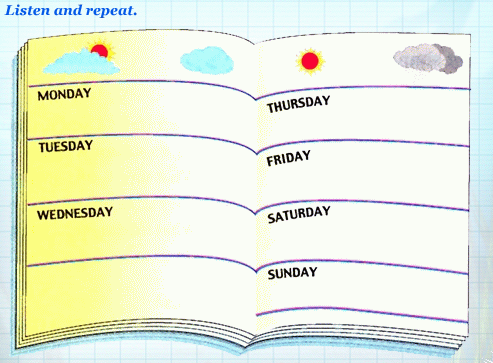 Listen and repeat.
MONDAY
TUESDAY
WEDNESDAY
THURSDAY
FRIDAY
SATURDAY
SUNDAY